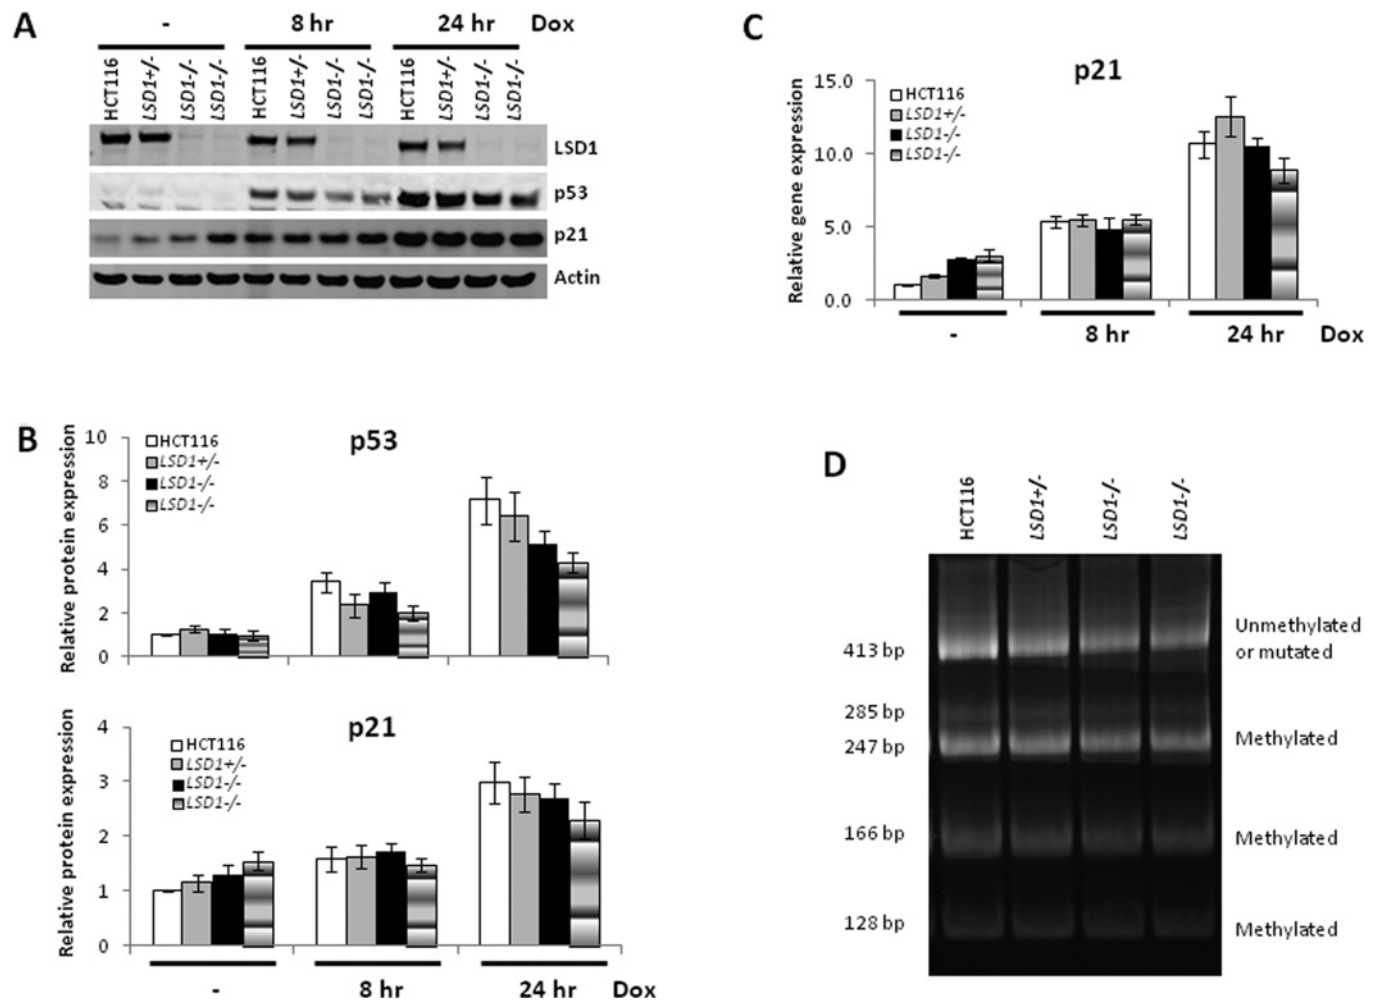 A
- 8 hr 24 hr Dox
HCT116 LSD1+/- LSD1-/- LSD1-/- HCT116 LSD1+/- LSD1-/- LSD1-/- HCT116 LSD1+/- LSD1-/- LSD1-/-
LSD1
p53
p21
Actin
B
p53
Relative protein expression
10
8
6
4
2
0
HCT116
LSD1+/-
LSD1-/-
LSD1-/-
p21
Relative protein expression
4
3
2
1
0
HCT116
LSD1+/-
LSD1-/-
LSD1-/-
- 8 hr 24 hr Dox
C
p21
Relative gene expression
15.0
10.0
5.0
0.0
HCT116
LSD1+/-
LSD1-/-
LSD1-/-
- 8 hr 24 hr Dox
D
HCT116 LSD1+/- LSD1-/- LSD1-/-
413 bp
285 bp
247 bp
166 bp
128 bp
Unmethylated
or mutated
Methylated
Methylated
Methylated